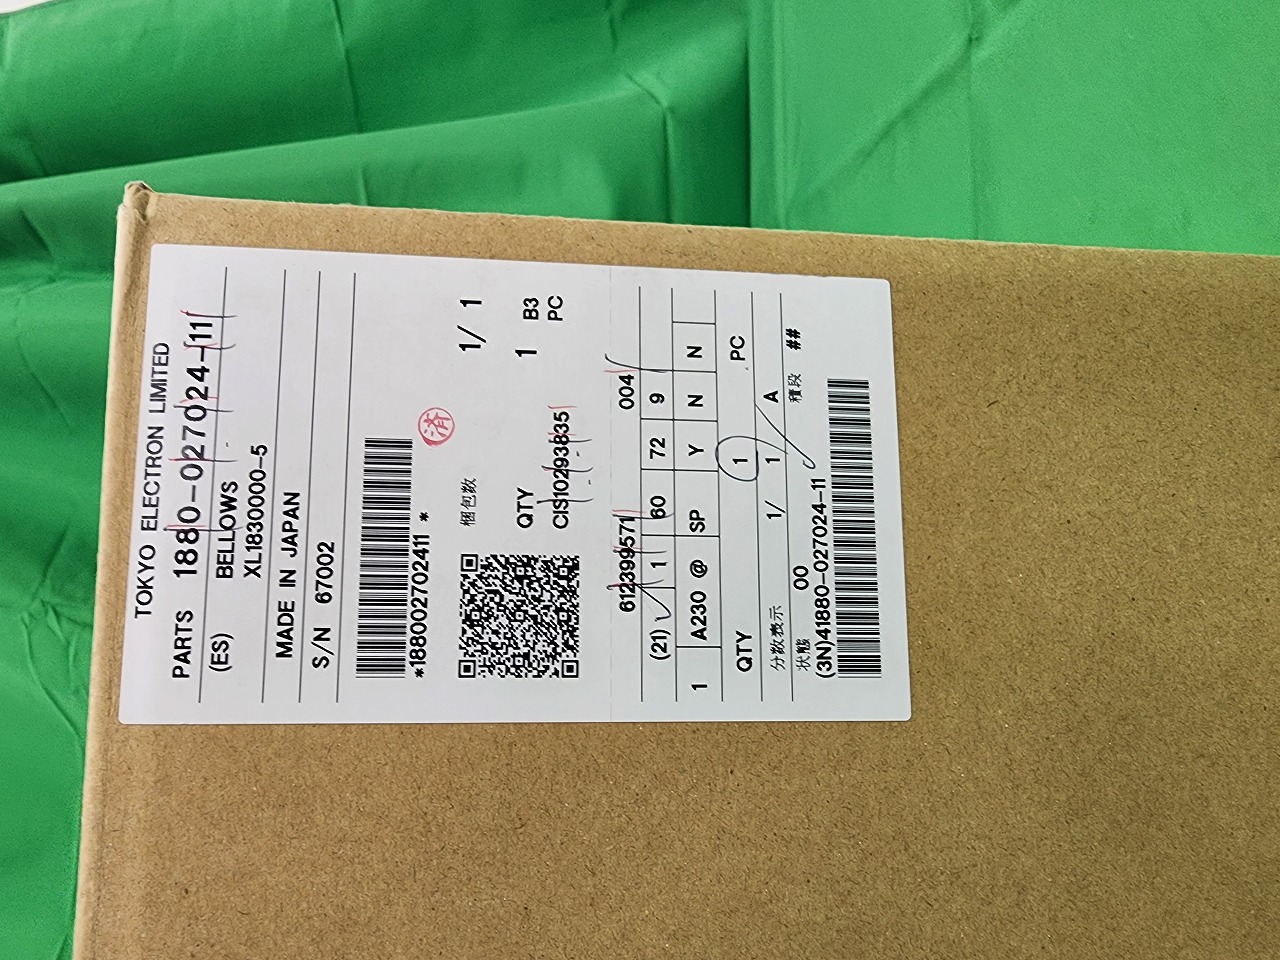 TOKYO ELECTRON LIMITED
PARTS 1880-027024-11
(ES) BELLOWS
XL1830000-5
MADE IN JAPAN
S/N 67002
*188002702411 *
済
梱包数 1/ 1
QTY 1 B3
CIS10293835 PC
612399571 004
(21) 1 60 72 9
1 A230 @ SP Y N N
QTY 1 PC
分数表示 1/ 1 A
状態 00 積段 ##
(3N)41880-027024-11